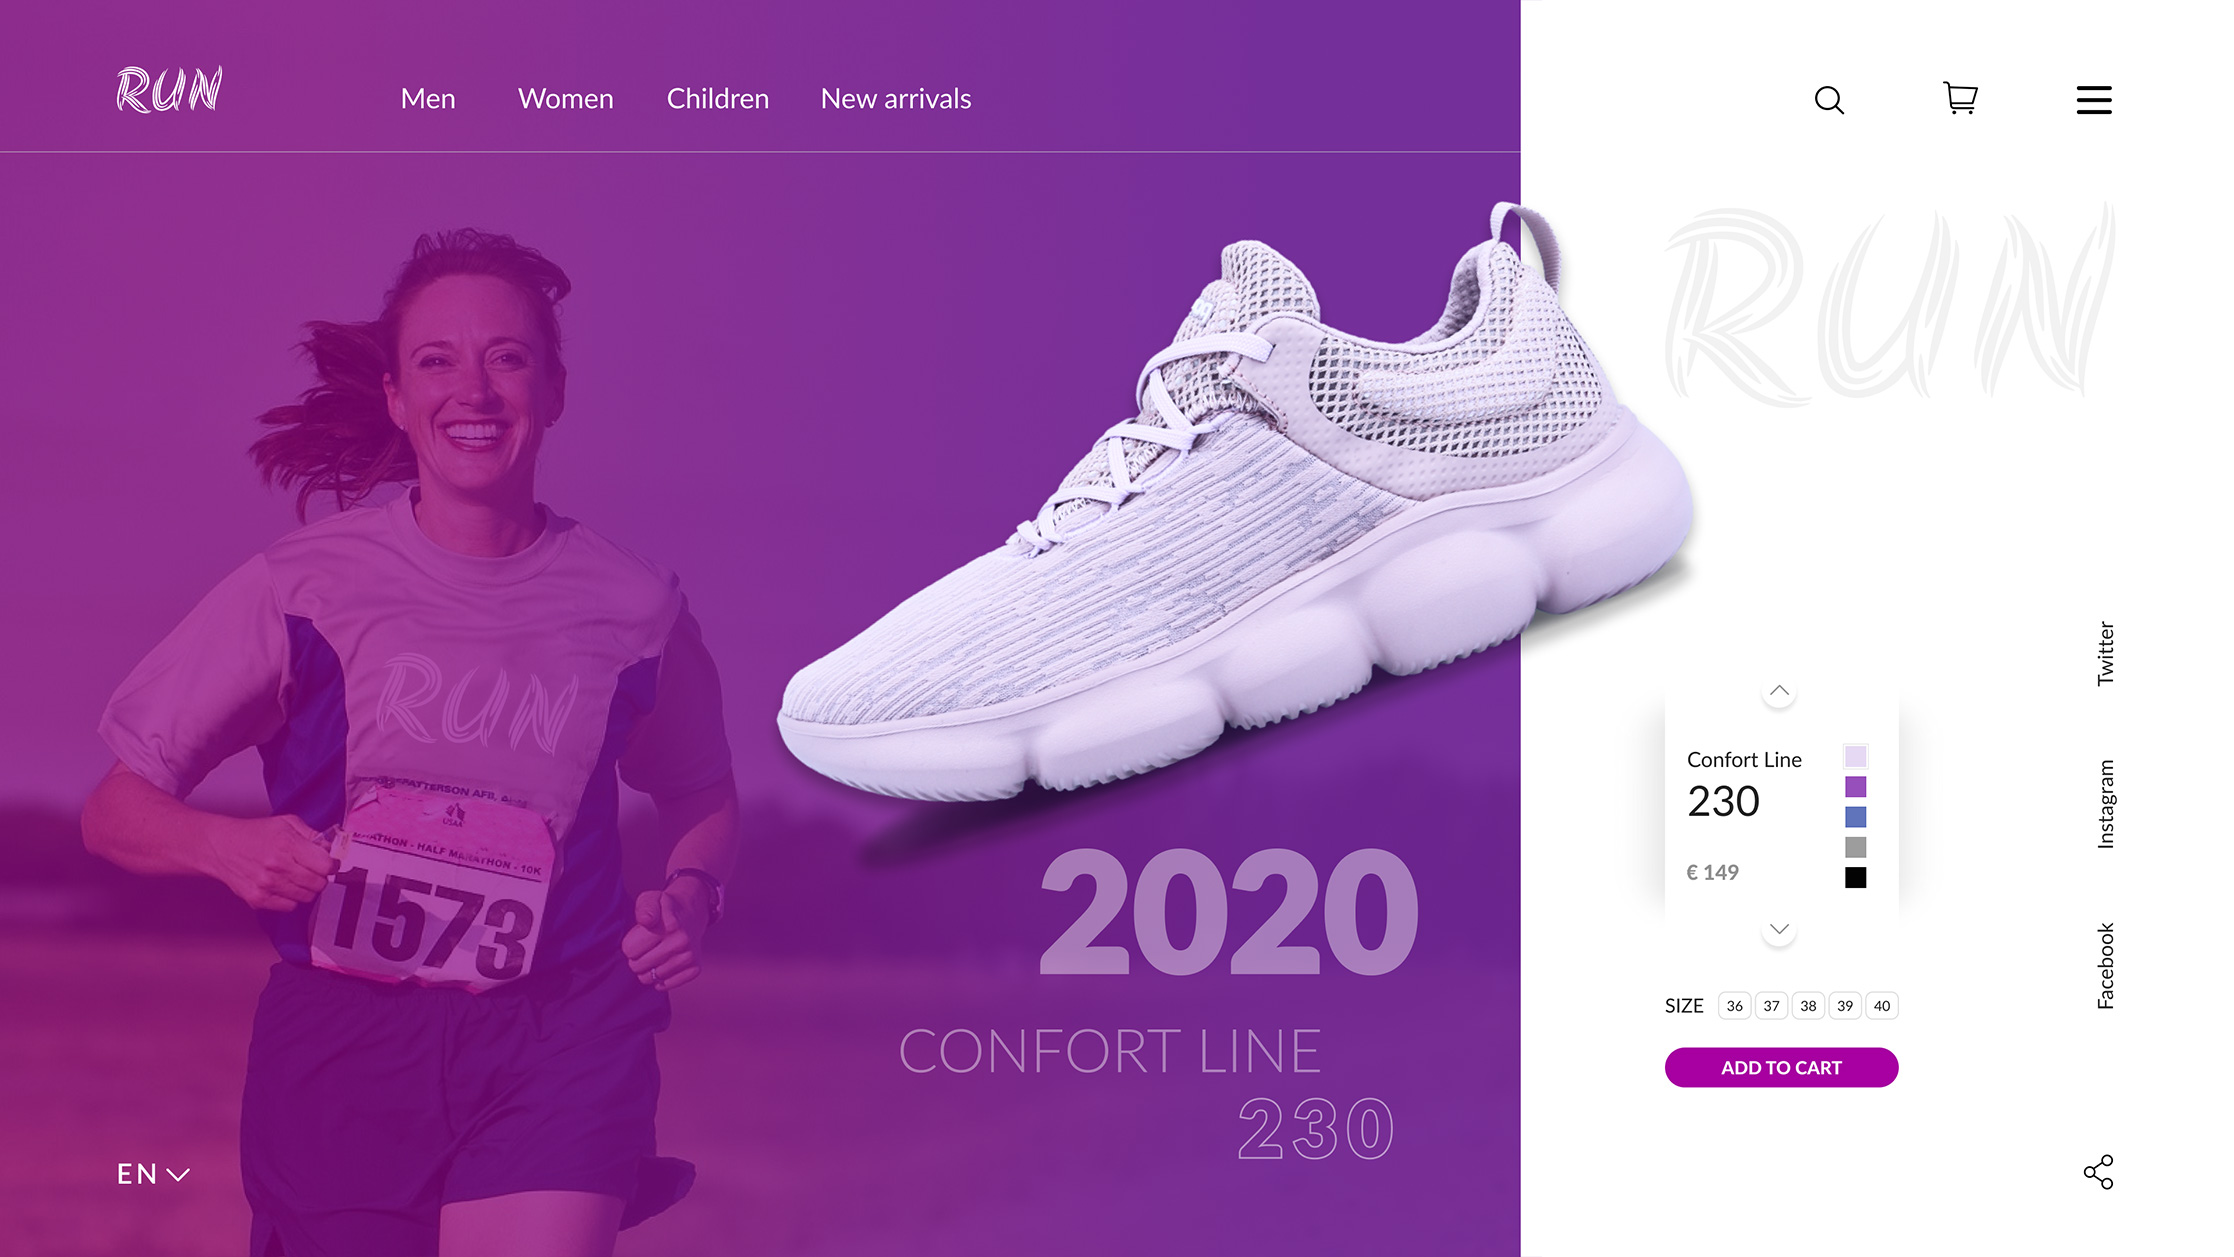 RUN
Men
Women
Children
New arrivals
RUN
RUN
PATTERSON AFB,
USAF
HALF MARATHON - 10K
1573
2020
CONFORT LINE
230
Confort Line
230
€ 149
SIZE
36
37
38
39
40
ADD TO CART
Twitter
Instagram
Facebook
EN